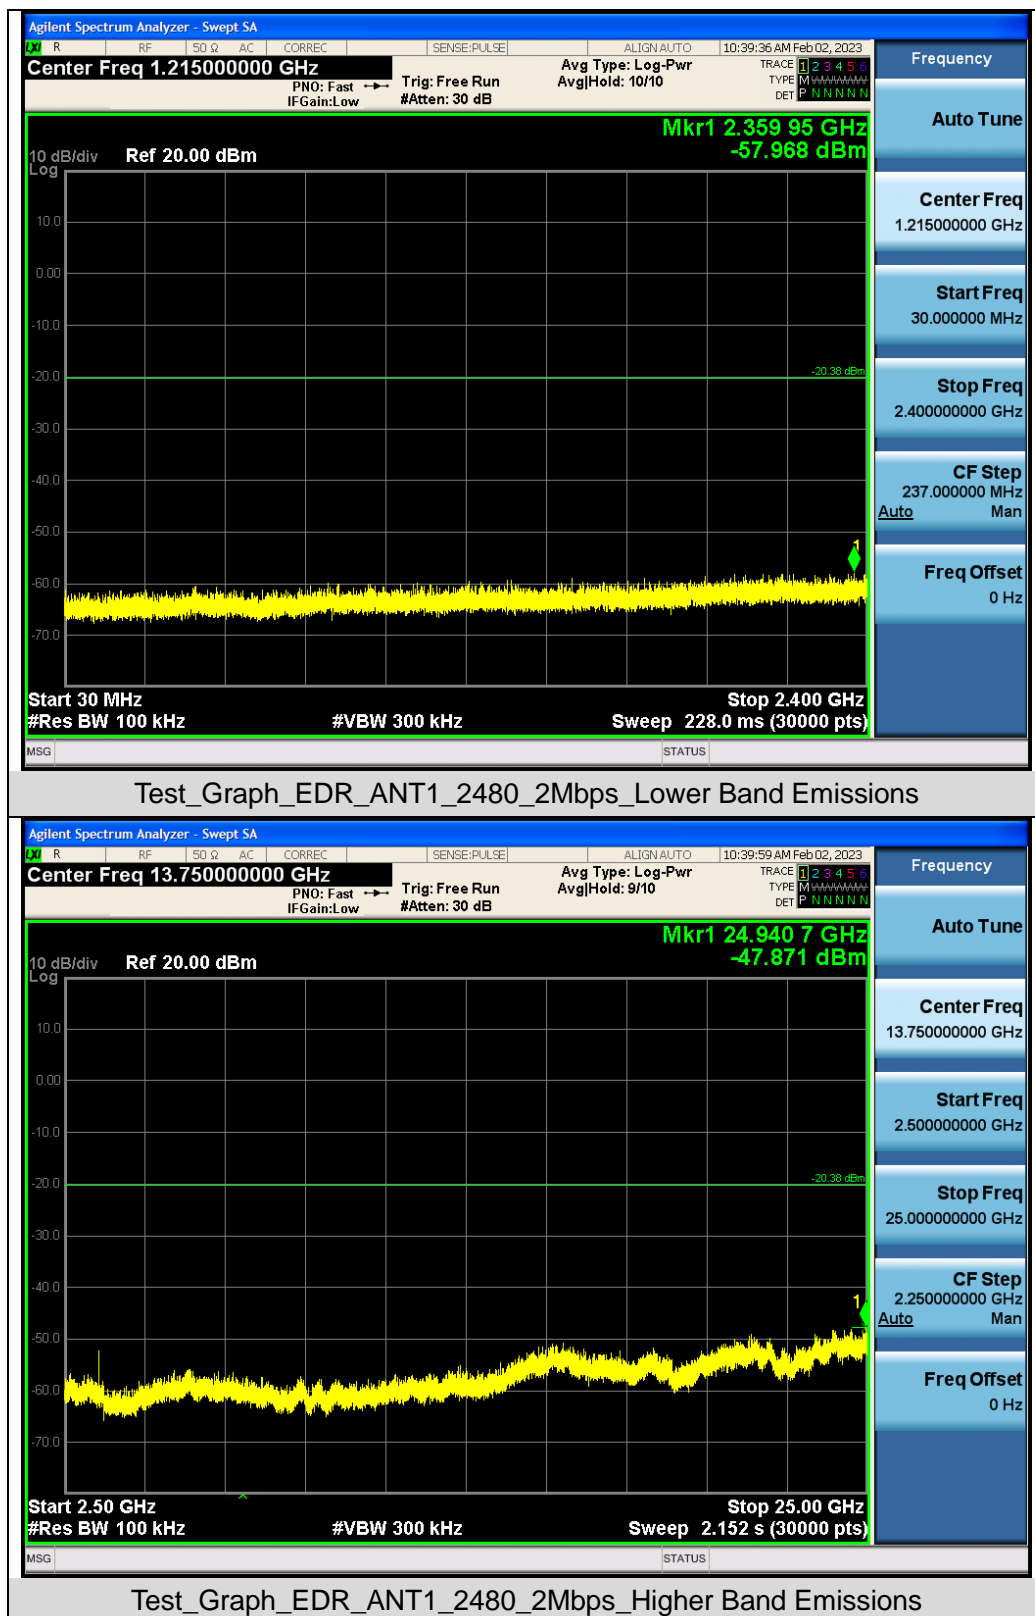 Agilent Spectrum Analyzer - Swept SA
LXI R RF 50 Ω AC CORREC SENSE:PULSE ALIGN AUTO 10:39:36 AM Feb 02, 2023
Center Freq 1.215000000 GHz
PNO: Fast
IFGain:Low
Trig: Free Run
#Atten: 30 dB
Avg Type: Log-Pwr
Avg|Hold: 10/10
TRACE 1 2 3 4 5 6
TYPE M WWWWW
DET P N N N N N
Mkr1 2.359 95 GHz
-57.968 dBm
10 dB/div Ref 20.00 dBm
Log
10.0
0.00
-10.0
-20.0
-20.38 dBm
-30.0
-40.0
-50.0
1
-60.0
-70.0
Start 30 MHz Stop 2.400 GHz
#Res BW 100 kHz #VBW 300 kHz Sweep 228.0 ms (30000 pts)
MSG STATUS
Frequency
Auto Tune
Center Freq
1.215000000 GHz
Start Freq
30.000000 MHz
Stop Freq
2.400000000 GHz
CF Step
237.000000 MHz
Auto Man
Freq Offset
0 Hz
Test_Graph_EDR_ANT1_2480_2Mbps_Lower Band Emissions
Agilent Spectrum Analyzer - Swept SA
LXI R RF 50 Ω AC CORREC SENSE:PULSE ALIGN AUTO 10:39:59 AM Feb 02, 2023
Center Freq 13.750000000 GHz
PNO: Fast
IFGain:Low
Trig: Free Run
#Atten: 30 dB
Avg Type: Log-Pwr
Avg|Hold: 9/10
TRACE 1 2 3 4 5 6
TYPE M WWWWW
DET P N N N N N
Mkr1 24.940 7 GHz
-47.871 dBm
10 dB/div Ref 20.00 dBm
Log
10.0
0.00
-10.0
-20.0
-20.38 dBm
-30.0
-40.0
1
-50.0
-60.0
-70.0
Start 2.50 GHz Stop 25.00 GHz
#Res BW 100 kHz #VBW 300 kHz Sweep 2.152 s (30000 pts)
MSG STATUS
Frequency
Auto Tune
Center Freq
13.750000000 GHz
Start Freq
2.500000000 GHz
Stop Freq
25.000000000 GHz
CF Step
2.250000000 GHz
Auto Man
Freq Offset
0 Hz
Test_Graph_EDR_ANT1_2480_2Mbps_Higher Band Emissions